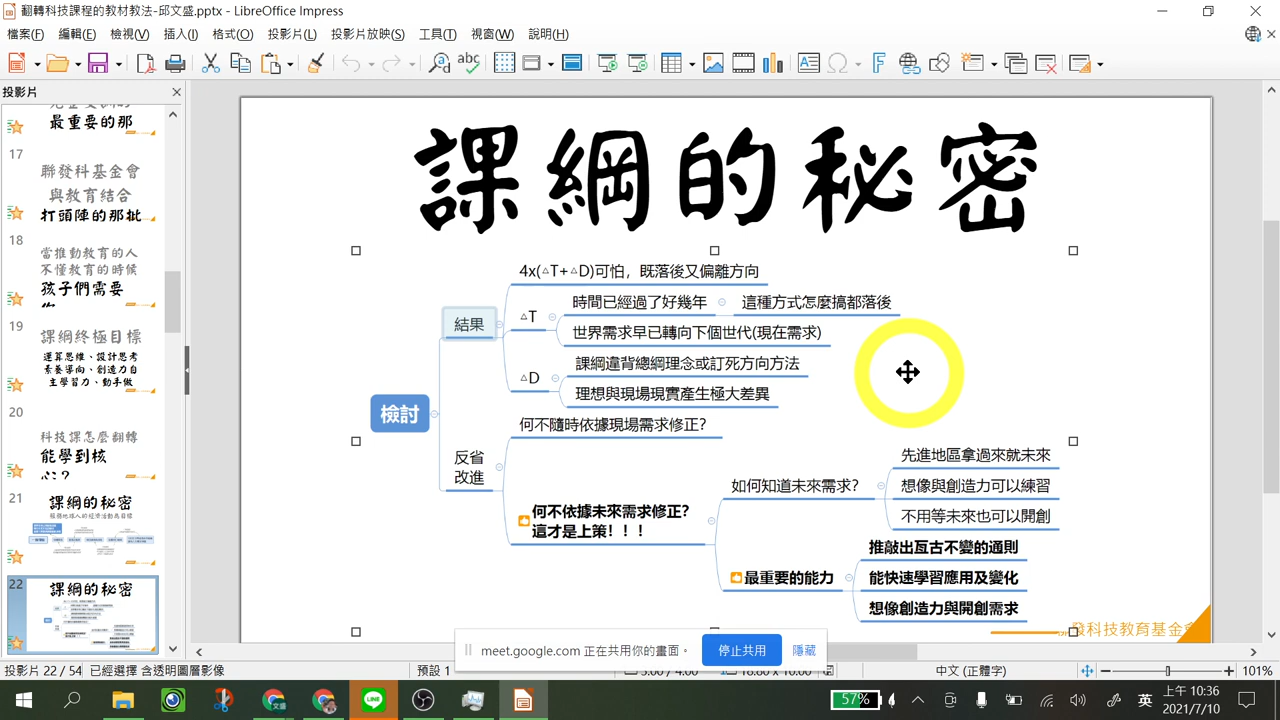 翻轉科技課程的教材教法-邱文盛.pptx - LibreOffice Impress
檔案(F) 編輯(E) 檢視(V) 插入(I) 格式(O) 投影片(L) 投影片放映(S) 工具(T) 視窗(W) 說明(H)
投影片
最重要的那
17
聯發科基金會
與教育結合
打頭陣的那批
18
當推動教育的人
不懂教育的時候
孩子們需要
19
課綱終極目標
運算思維、設計思考
素養導向、創造力自
主學習力、動手做
20
科技課怎麼翻轉
能學到核
心?
21
課綱的秘密
22
課綱的秘密
課綱的秘密
檢討
結果
4x(△T+△D)可怕，既落後又偏離方向
△T
時間已經過了好幾年
這種方式怎麼搞都落後
世界需求早已轉向下個世代(現在需求)
△D
課綱違背總綱理念或訂死方向方法
理想與現場現實產生極大差異
反省
改進
何不隨時依據現場需求修正?
何不依據未來需求修正?
這才是上策！！！
如何知道未來需求?
先進地區拿過來就未來
想像與創造力可以練習
不用等未來也可以開創
最重要的能力
推敲出亙古不變的通則
能快速學習應用及變化
想像創造力與開創需求
發科技教育基金會
meet.google.com 正在共用你的畫面。
停止共用
隱藏
投影片 22 / 54
已經選擇 含透明圖層影像
預設 1
中文 (正體字)
101%
57%
英
上午 10:36
2021/7/10